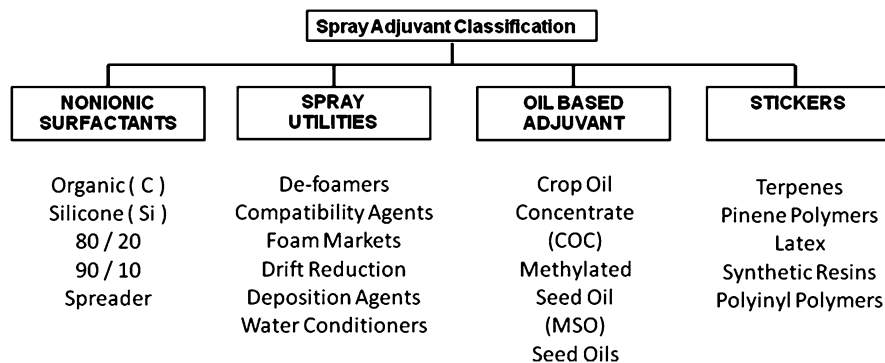 Spray Adjuvant Classification
NONIONIC
SURFACTANTS
Organic ( C )
Silicone ( Si )
80 / 20
90 / 10
Spreader
SPRAY
UTILITIES
De-foamers
Compatibility Agents
Foam Markets
Drift Reduction
Deposition Agents
Water Conditioners
OIL BASED
ADJUVANT
Crop Oil
Concentrate
(COC)
Methylated
Seed Oil
(MSO)
Seed Oils
STICKERS
Terpenes
Pinene Polymers
Latex
Synthetic Resins
Polyinyl Polymers